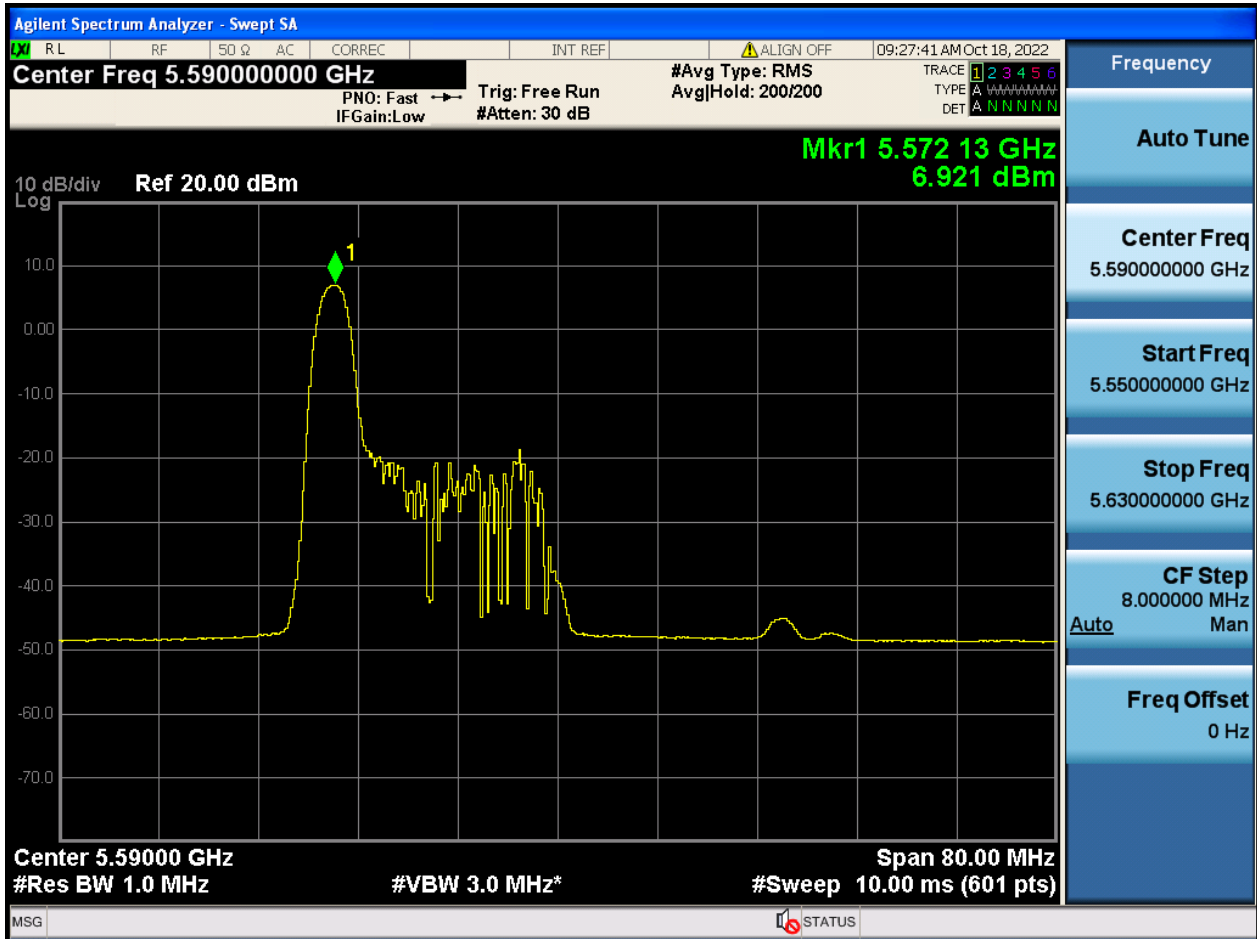 Agilent Spectrum Analyzer - Swept SA
LXI RL RF 50 Ω AC CORREC INT REF ALIGN OFF 09:27:41 AM Oct 18, 2022
Center Freq 5.590000000 GHz
PNO: Fast
IFGain:Low
Trig: Free Run
#Atten: 30 dB
#Avg Type: RMS
Avg|Hold: 200/200
TRACE 1 2 3 4 5 6
TYPE A
DET A N N N N N
Mkr1 5.572 13 GHz
6.921 dBm
10 dB/div Ref 20.00 dBm
Log
1
10.0
0.00
-10.0
-20.0
-30.0
-40.0
-50.0
-60.0
-70.0
Center 5.59000 GHz Span 80.00 MHz
#Res BW 1.0 MHz #VBW 3.0 MHz* #Sweep 10.00 ms (601 pts)
MSG STATUS
Frequency
Auto Tune
Center Freq
5.590000000 GHz
Start Freq
5.550000000 GHz
Stop Freq
5.630000000 GHz
CF Step
8.000000 MHz
Auto Man
Freq Offset
0 Hz